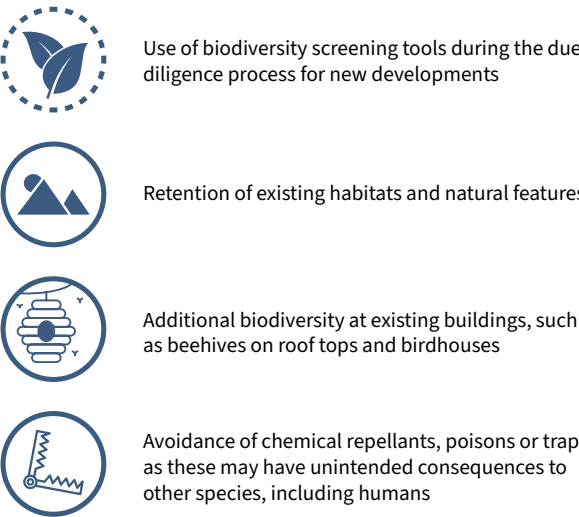 Use of biodiversity screening tools during the due
diligence process for new developments
Retention of existing habitats and natural features
Additional biodiversity at existing buildings, such
as beehives on roof tops and birdhouses
Avoidance of chemical repellants, poisons or trap
as these may have unintended consequences to
other species, including humans